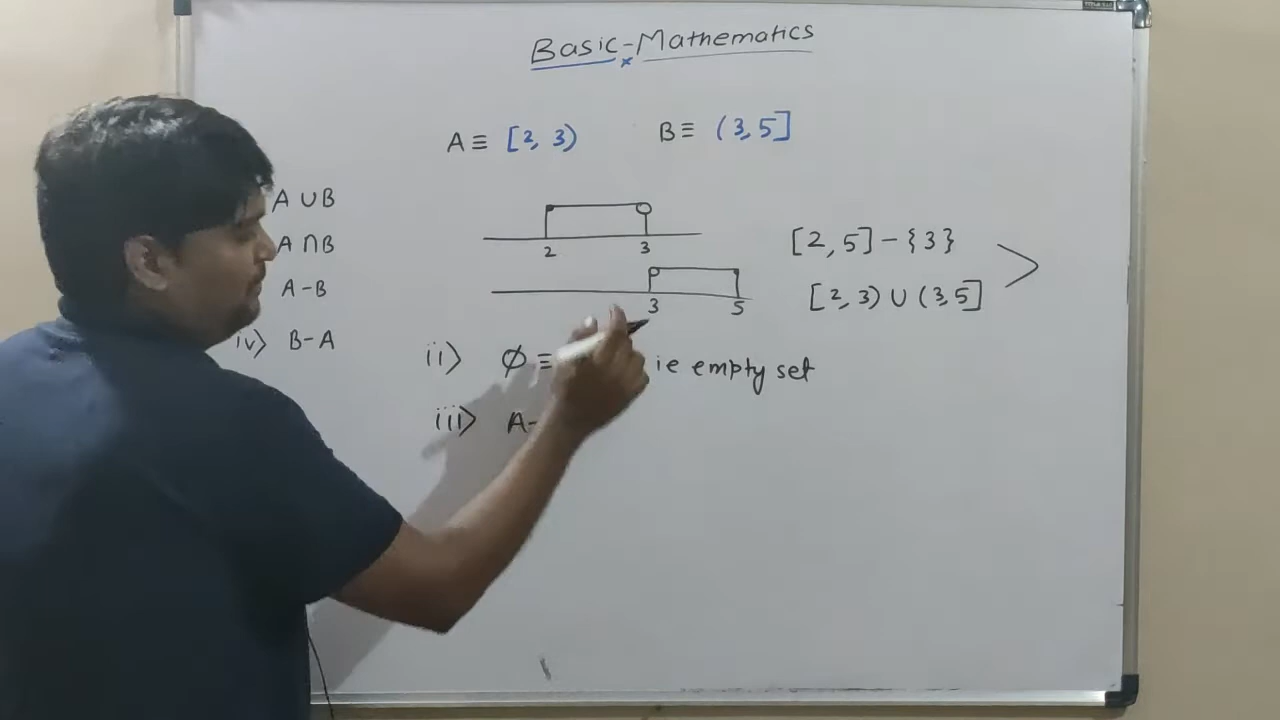 Basic-Mathematics
A ≡ [2, 3) B ≡ (3, 5]
A ∪ B
A ∩ B
A - B
iv) B - A
2 3
3 5
[2, 5] - {3}
[2, 3) ∪ (3, 5]
ii) ϕ ≡ ie empty set
iii) A-